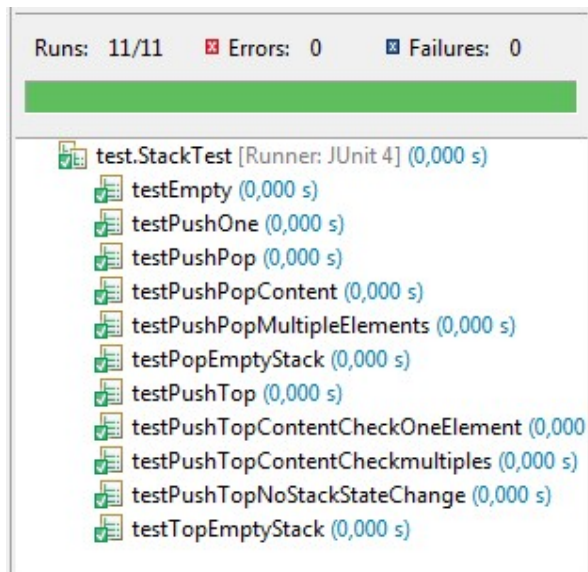 Runs: 11/11 Errors: 0 Failures: 0
test.StackTest [Runner: JUnit 4] (0,000 s)
testEmpty (0,000 s)
testPushOne (0,000 s)
testPushPop (0,000 s)
testPushPopContent (0,000 s)
testPushPopMultipleElements (0,000 s)
testPopEmptyStack (0,000 s)
testPushTop (0,000 s)
testPushTopContentCheckOneElement (0,000
testPushTopContentCheckmultiples (0,000 s)
testPushTopNoStackStateChange (0,000 s)
testTopEmptyStack (0,000 s)